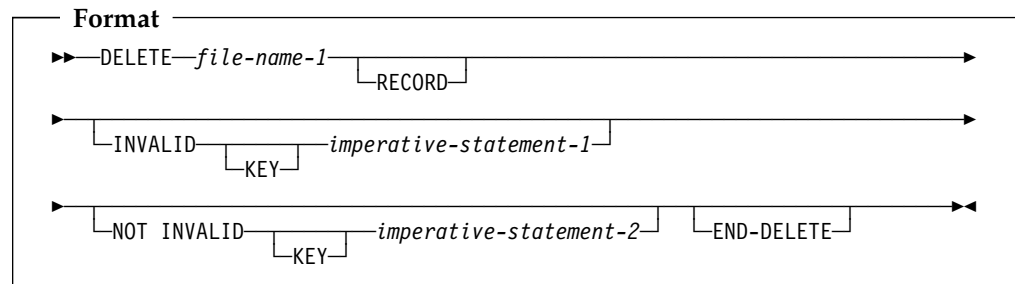 Format
DELETE file-name-1
RECORD
INVALID imperative-statement-1
KEY
NOT INVALID imperative-statement-2 END-DELETE
KEY